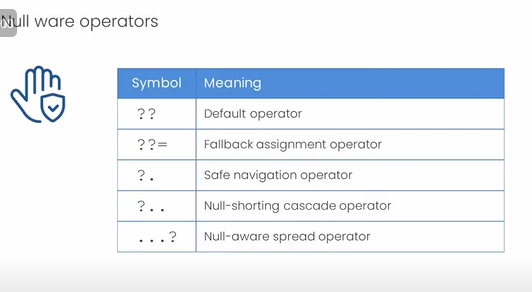 Null ware operators
Symbol Meaning
?? Default operator
??= Fallback assignment operator
?. Safe navigation operator
?.. Null-shorting cascade operator
...? Null-aware spread operator